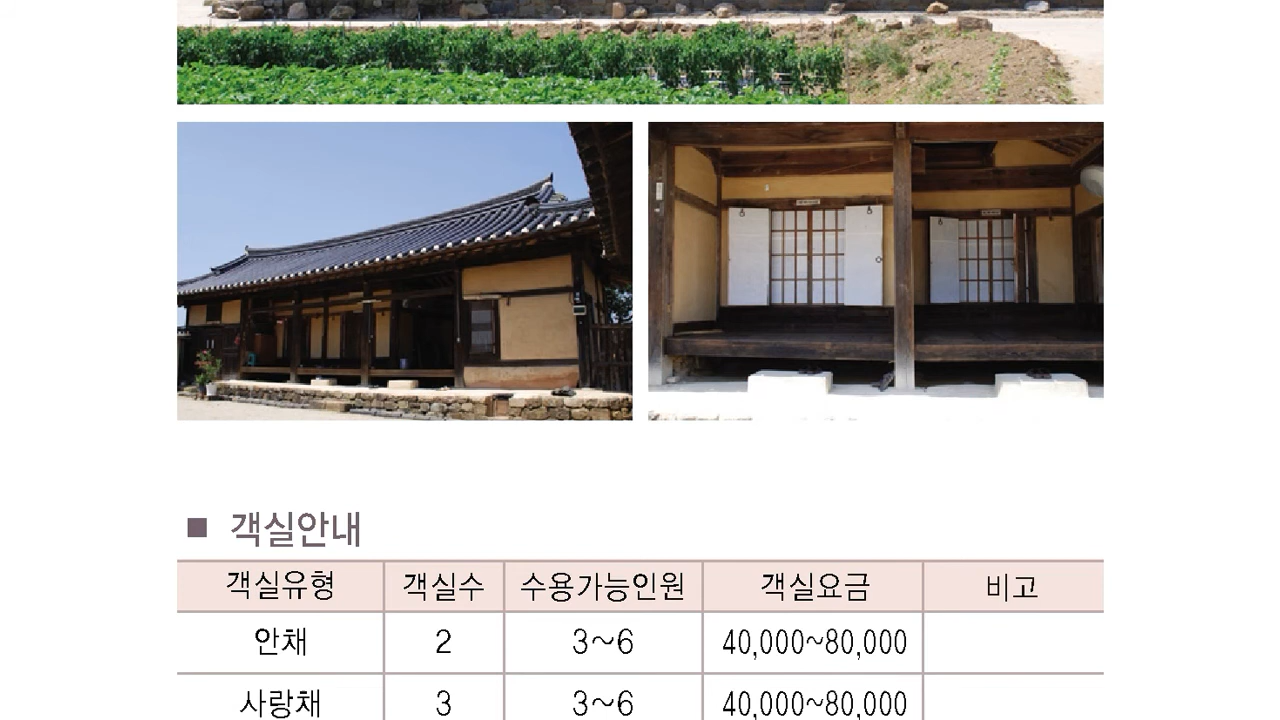 ■ 객실안내
객실유형 객실수 수용가능인원 객실요금 비고
안채 2 3~6 40,000~80,000
사랑채 3 3~6 40,000~80,000